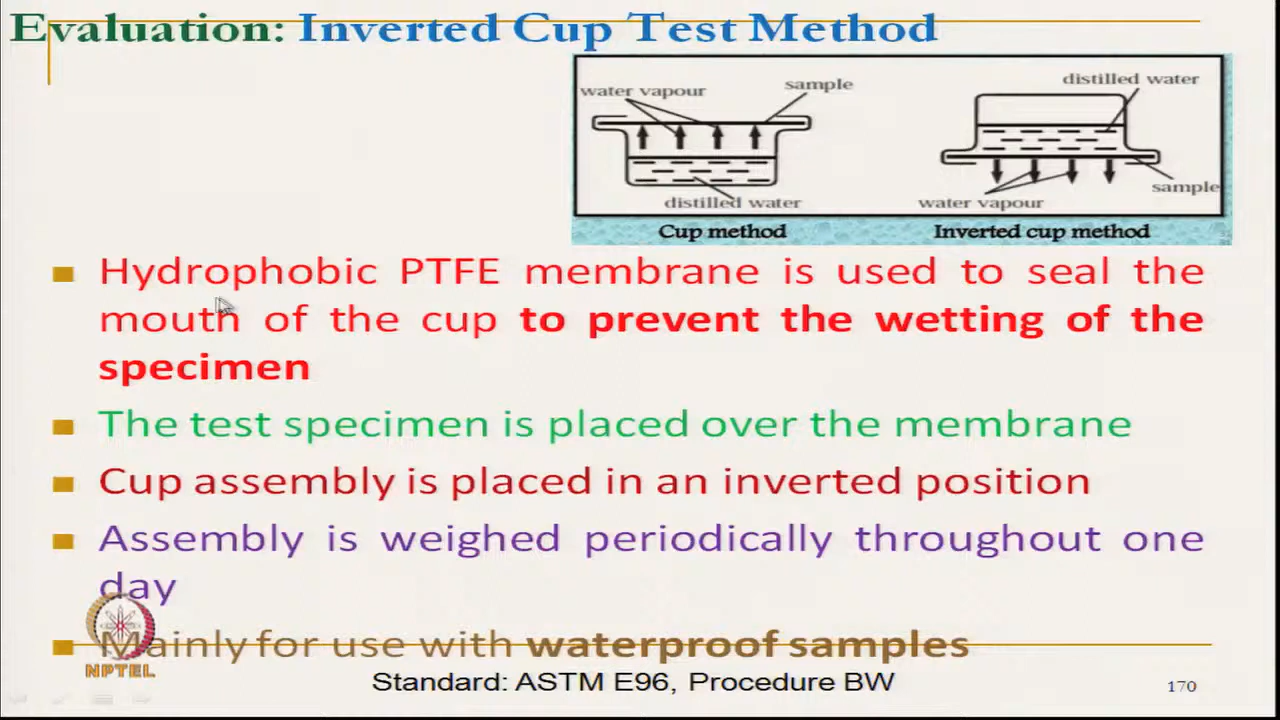 Evaluation: Inverted Cup Test Method
water vapour
sample
distilled water
Cup method
distilled water
sample
water vapour
Inverted cup method
Hydrophobic PTFE membrane is used to seal the
mouth of the cup to prevent the wetting of the
specimen
The test specimen is placed over the membrane
Cup assembly is placed in an inverted position
Assembly is weighed periodically throughout one
day
Mainly for use with waterproof samples
NPTEL
Standard: ASTM E96, Procedure BW
170